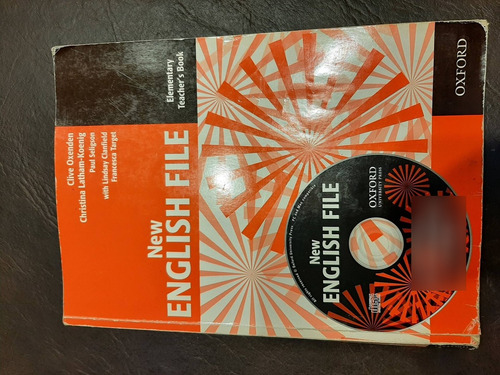 OXFORD
Elementary
Teacher's Book
Clive Oxenden
Christina Latham-Koenig
Paul Seligson
with Lindsay Clandfield
Francesca Target
New
ENGLISH FILE
New
ENGLISH FILE
OXFORD
UNIVERSITY PRESS